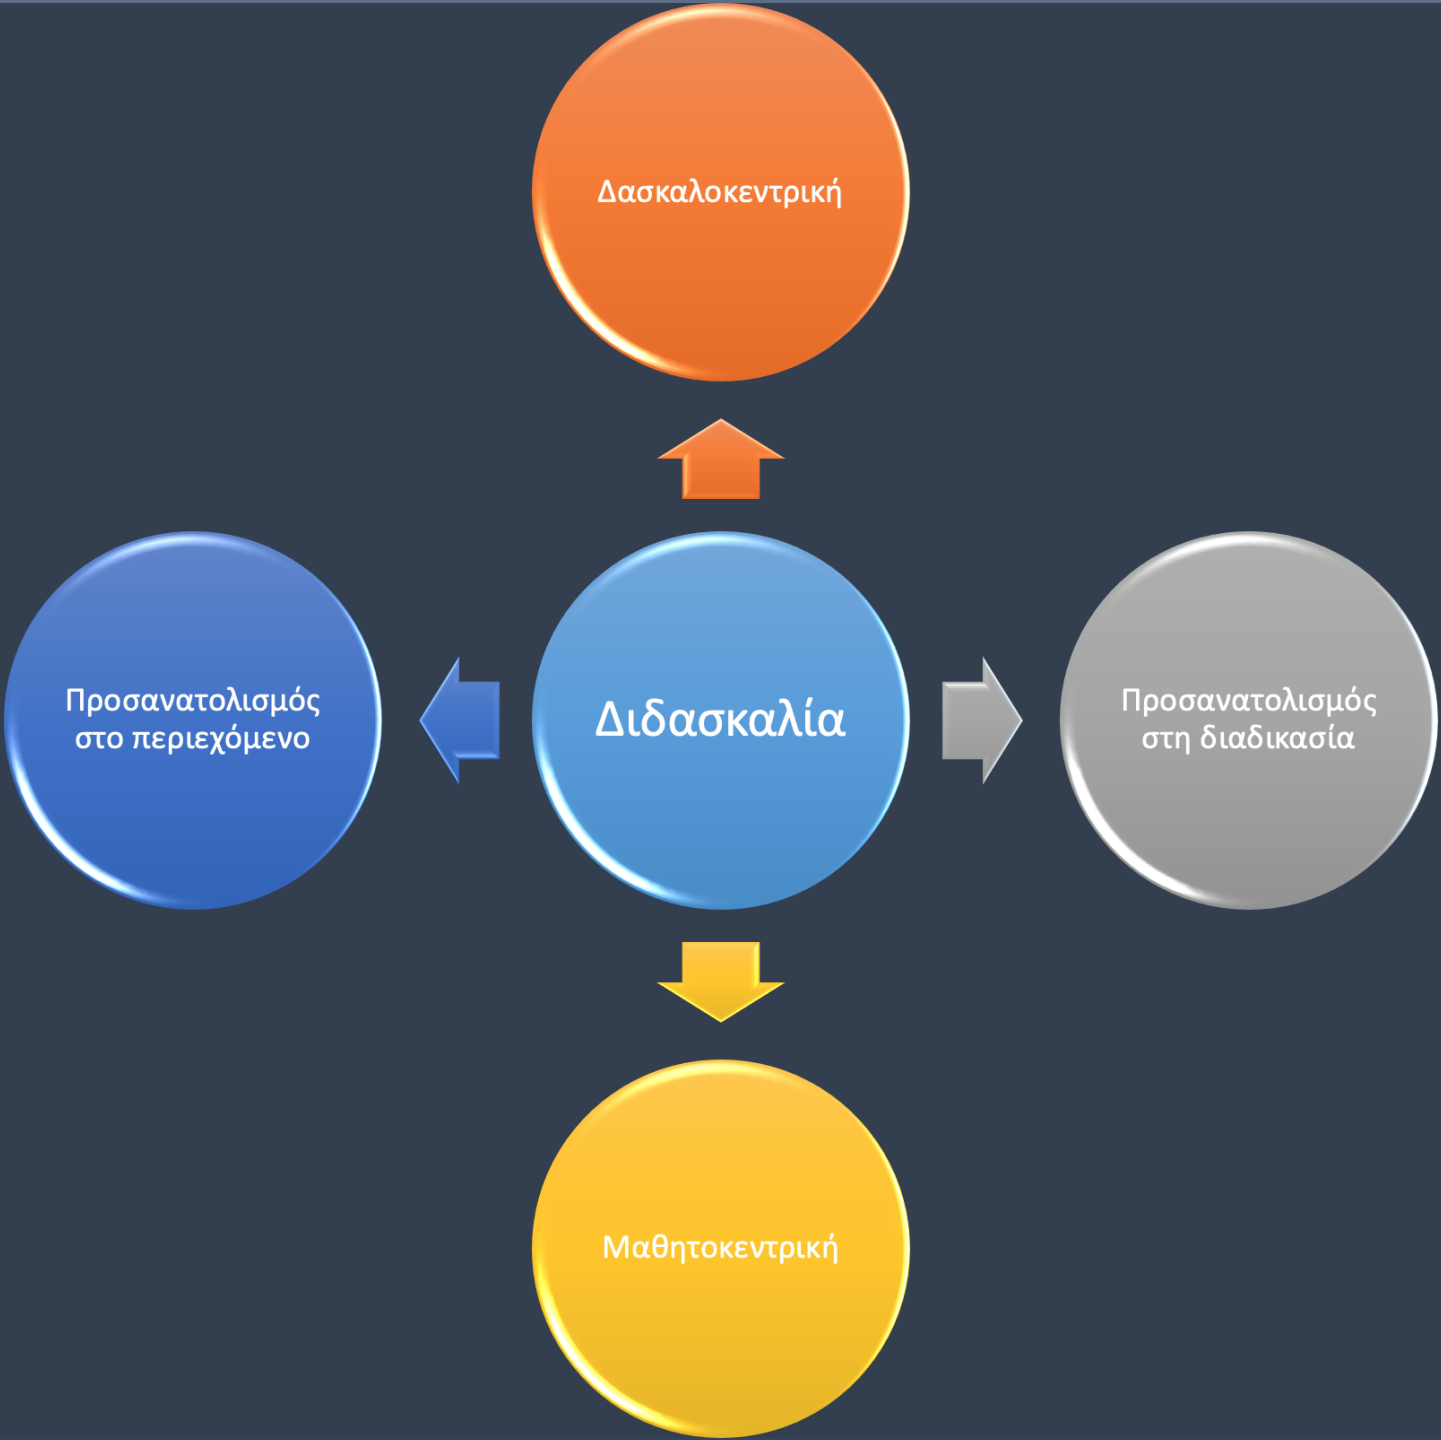 Δασκαλοκεντρική
Προσανατολισμός
στο περιεχόμενο
Διδασκαλία
Προσανατολισμός
στη διαδικασία
Μαθητοκεντρική